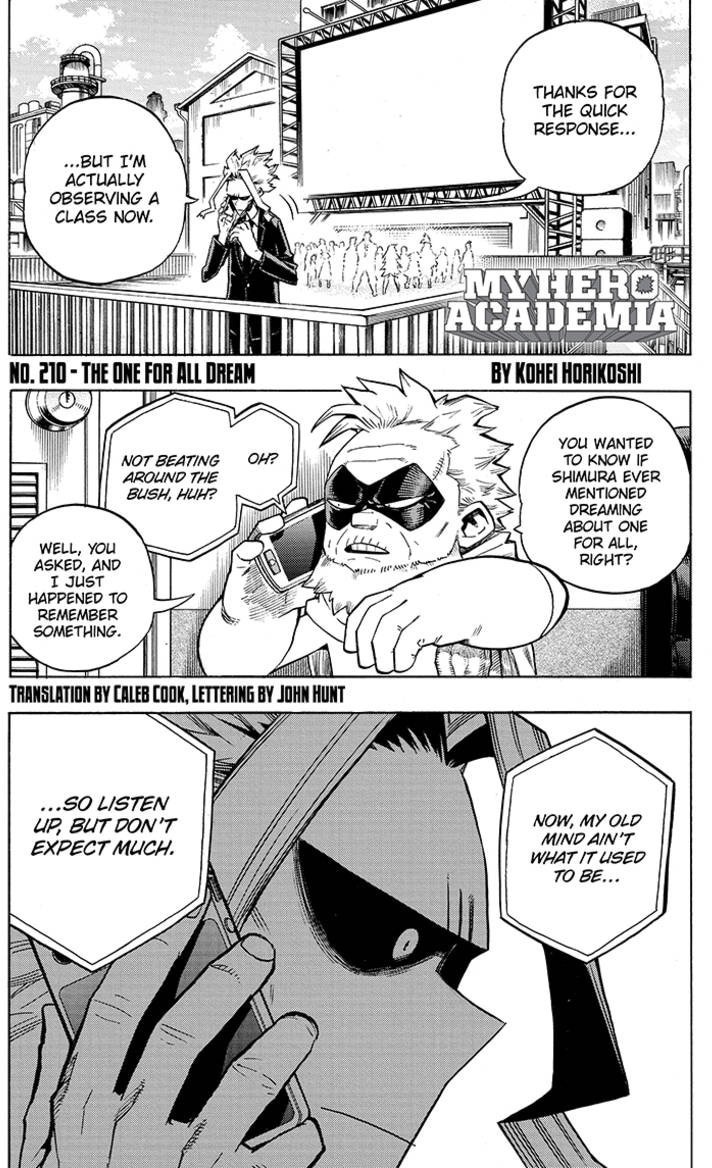 THANKS FOR
THE QUICK
RESPONSE...
...BUT I'M
ACTUALLY
OBSERVING A
CLASS NOW.
MY HERO
ACADEMIA
No. 210 - The One For All Dream
By Kohei Horikoshi
YOU WANTED
TO KNOW IF
SHIMURA EVER
MENTIONED
DREAMING
ABOUT ONE
FOR ALL,
RIGHT?
OH?
NOT BEATING
AROUND THE
BUSH, HUH?
WELL, YOU
ASKED, AND
I JUST
HAPPENED TO
REMEMBER
SOMETHING.
Translation by Caleb Cook, Lettering by John Hunt
NOW, MY OLD
MIND AIN'T
WHAT IT USED
TO BE...
...SO LISTEN
UP, BUT DON'T
EXPECT MUCH.